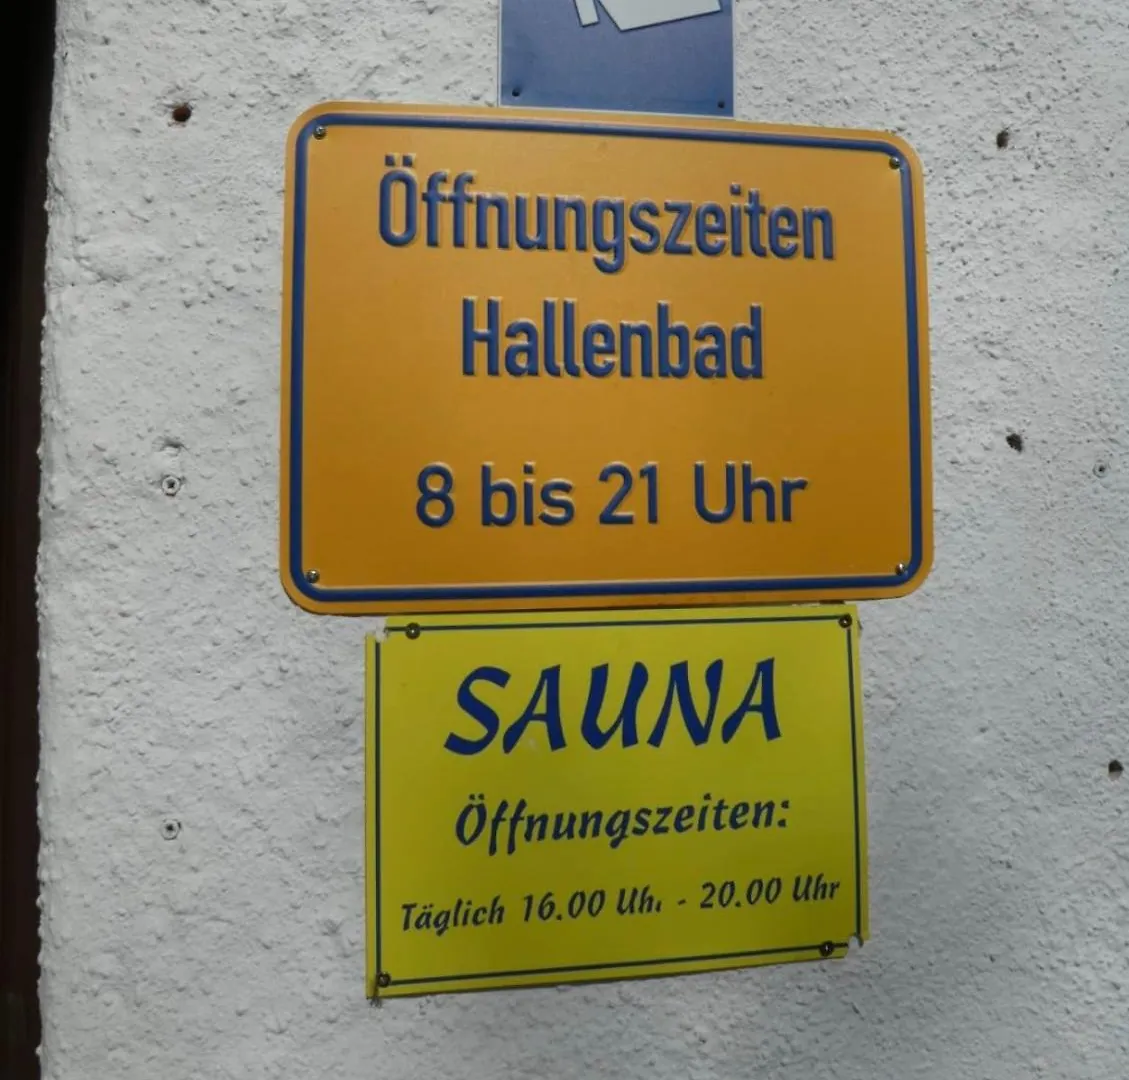 Öffnungszeiten
Hallenbad
8 bis 21 Uhr
SAUNA
Öffnungszeiten:
Täglich 16.00 Uh. - 20.00 Uhr